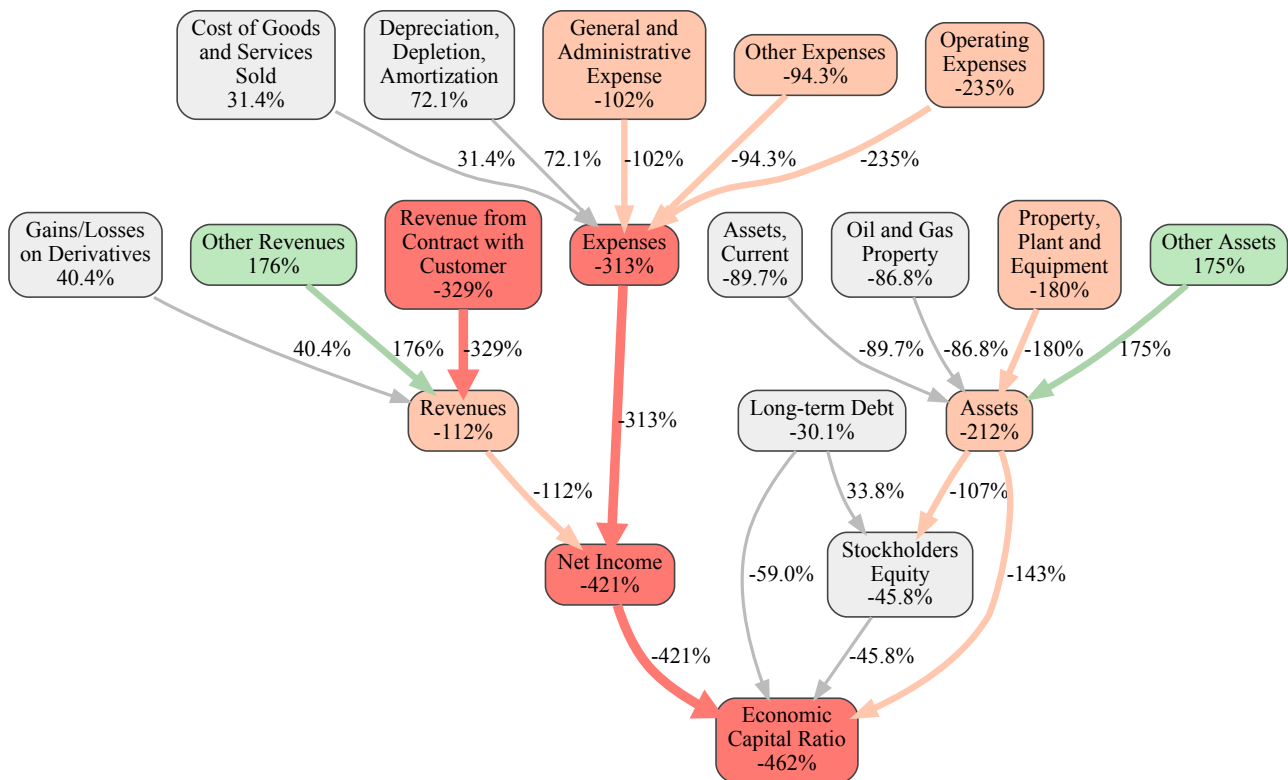 Cost of Goods
and Services
Sold
31.4%
Depreciation,
Depletion,
Amortization
72.1%
General and
Administrative
Expense
-102%
Other Expenses
-94.3%
Operating
Expenses
-235%
31.4%
72.1%
-102%
-94.3%
-235%
Gains/Losses
on Derivatives
40.4%
Other Revenues
176%
Revenue from
Contract with
Customer
-329%
Expenses
-313%
Assets,
Current
-89.7%
Oil and Gas
Property
-86.8%
Property,
Plant and
Equipment
-180%
Other Assets
175%
40.4%
176%
-329%
-89.7%
-86.8%
-180%
175%
Revenues
-112%
-313%
Long-term Debt
-30.1%
Assets
-212%
-112%
33.8%
-107%
Net Income
-421%
-59.0%
Stockholders
Equity
-45.8%
-143%
-421%
-45.8%
Economic
Capital Ratio
-462%